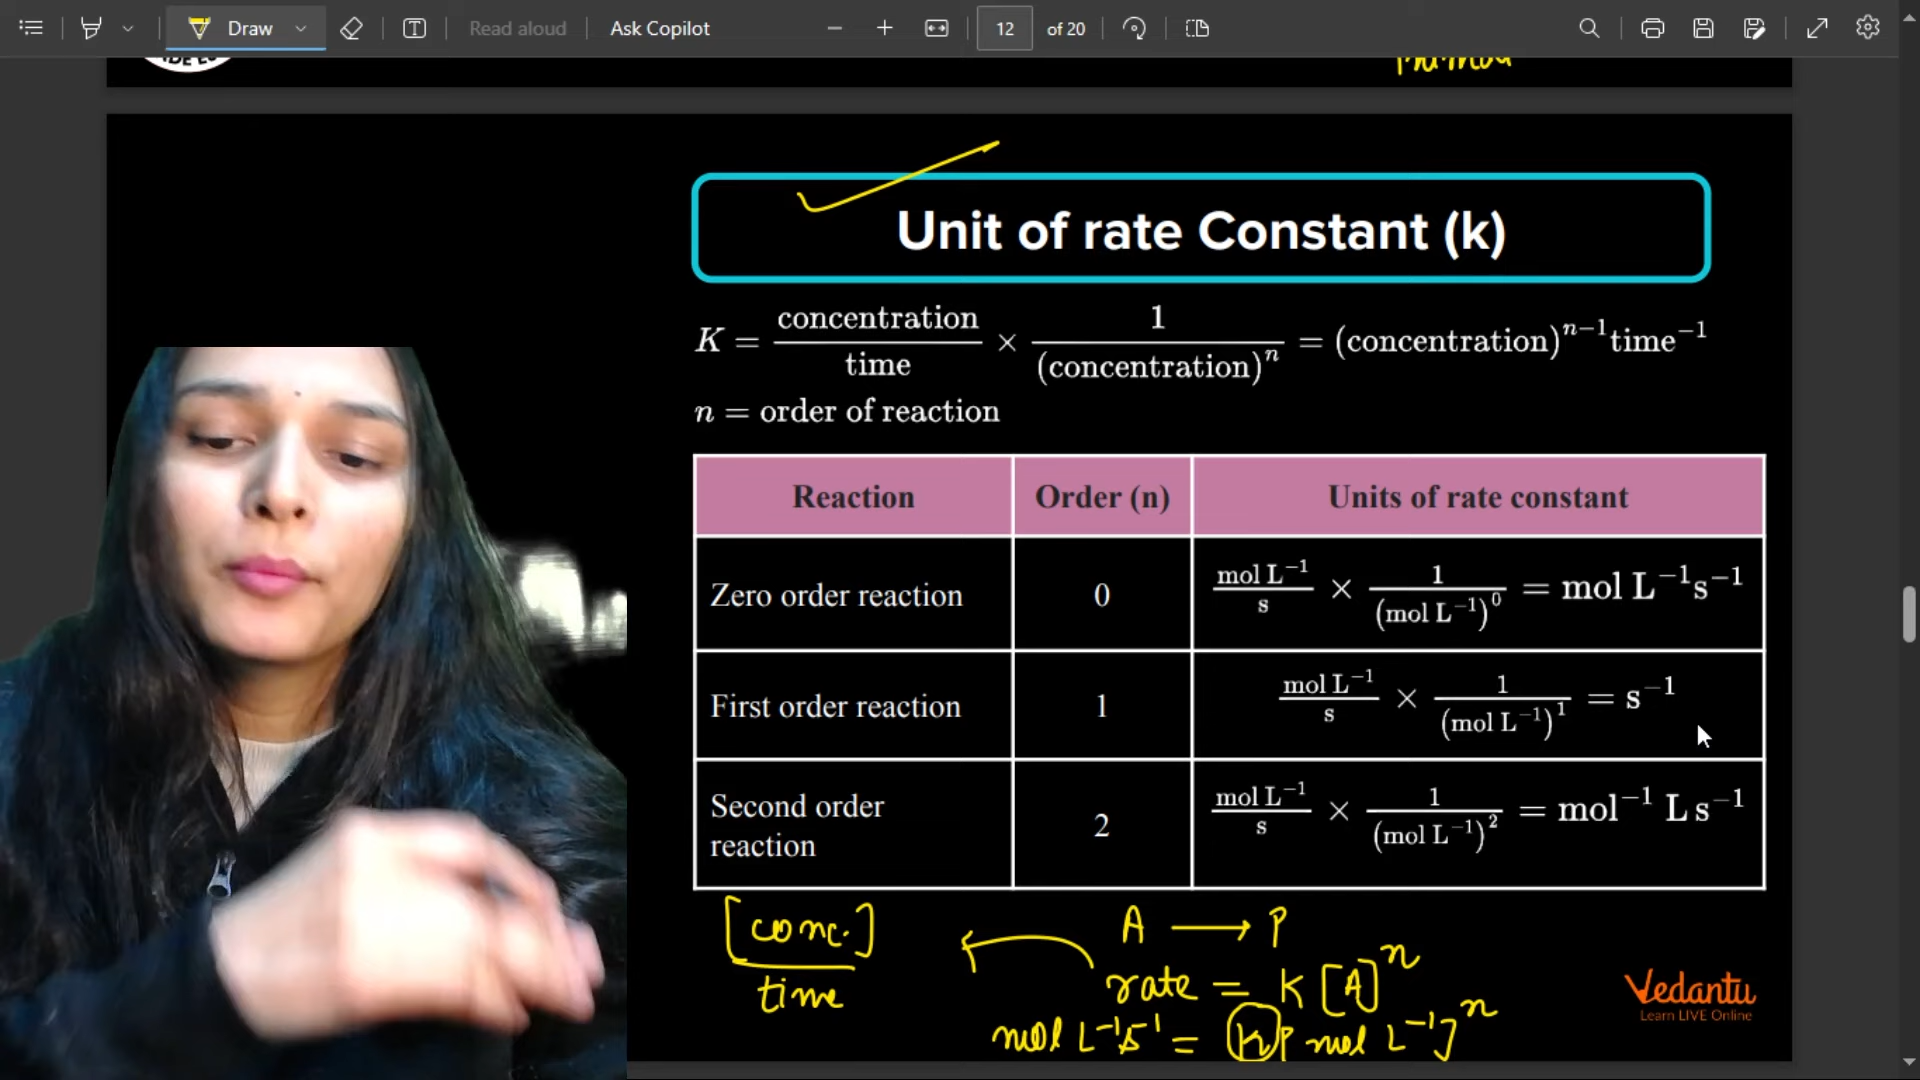 Draw
Read aloud
Ask Copilot
12 of 20
Unit of rate Constant (k)
K = concentration / time × 1 / (concentration)^n = (concentration)^{n−1} time^{−1}
n = order of reaction
Reaction Order (n) Units of rate constant
Zero order reaction 0 mol L^{−1} / s × 1 / (mol L^{−1})^0 = mol L^{−1} s^{−1}
First order reaction 1 mol L^{−1} / s × 1 / (mol L^{−1})^1 = s^{−1}
Second order reaction 2 mol L^{−1} / s × 1 / (mol L^{−1})^2 = mol^{−1} L s^{−1}
[conc.] / time
A ⟶ P
rate = K [A]^n
mol L^{−1} s^{−1} = k [ mol L^{−1}]^n
Vedantu
Learn LIVE Online